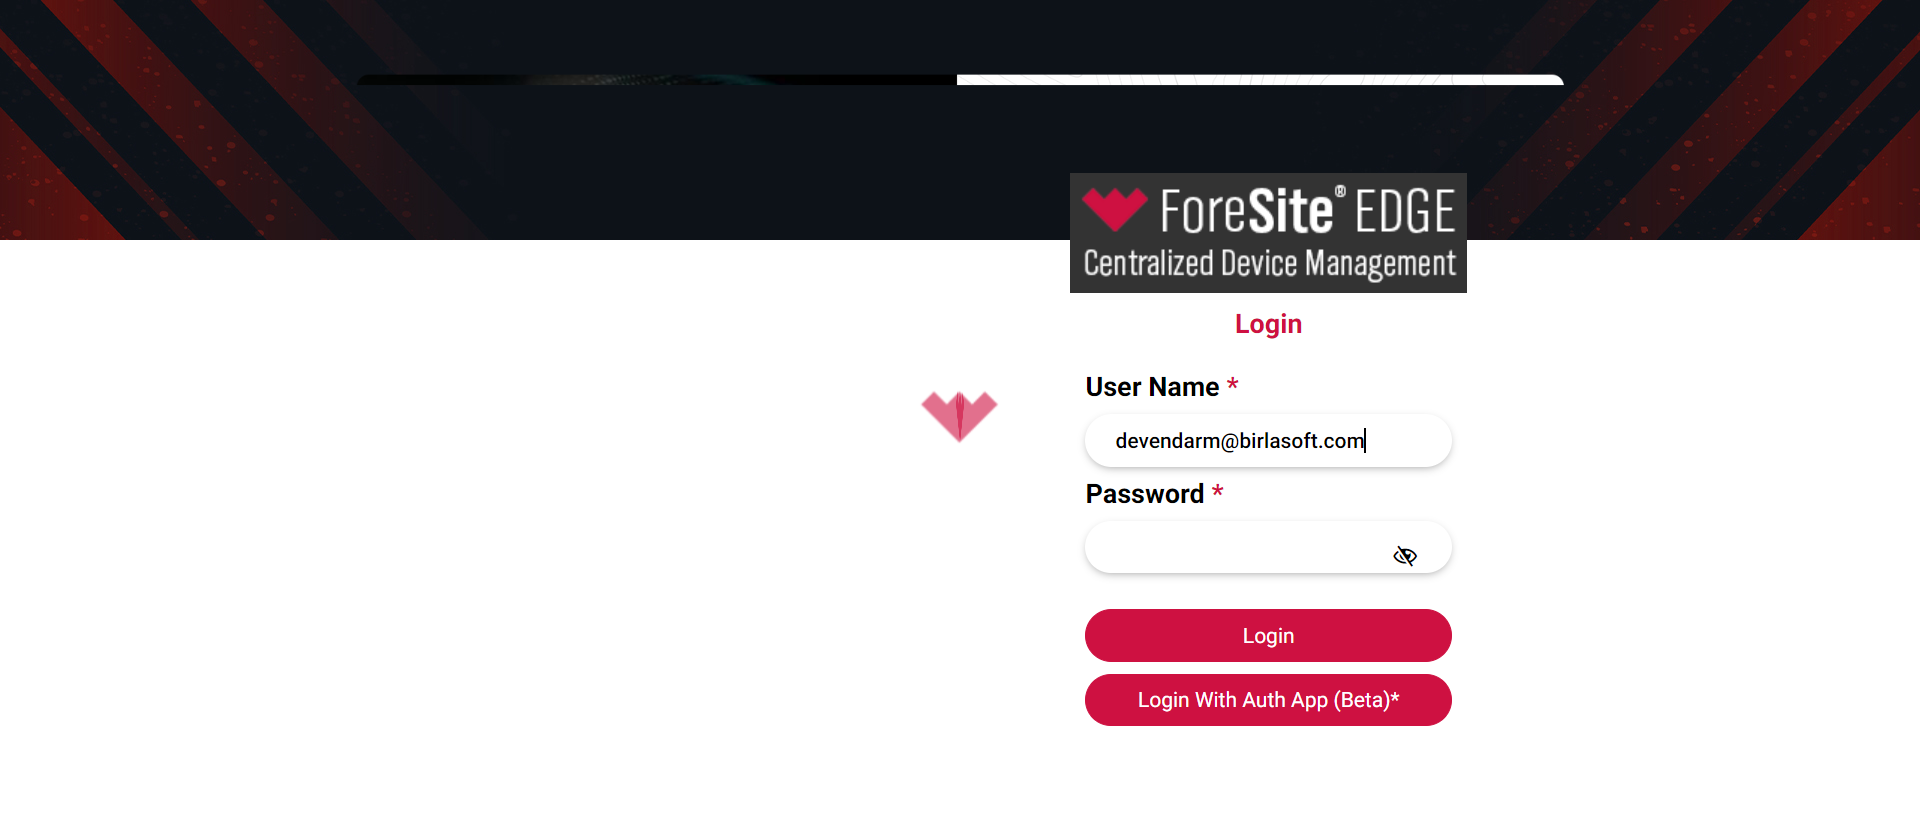 ForeSite® EDGE
Centralized Device Management
Login
User Name *
devendarm@birlasoft.com
Password *
Login
Login With Auth App (Beta)*